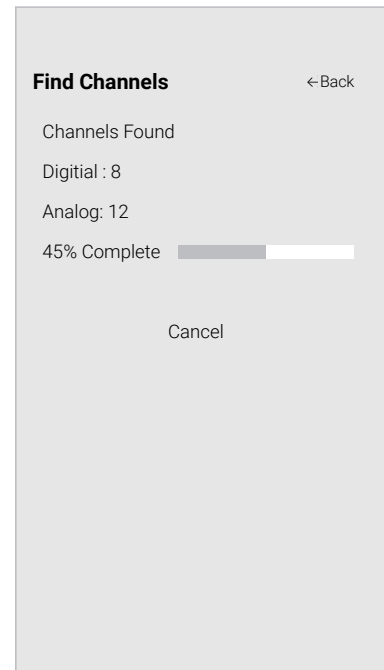 Find Channels ←Back
Channels Found
Digitial : 8
Analog: 12
45% Complete
Cancel